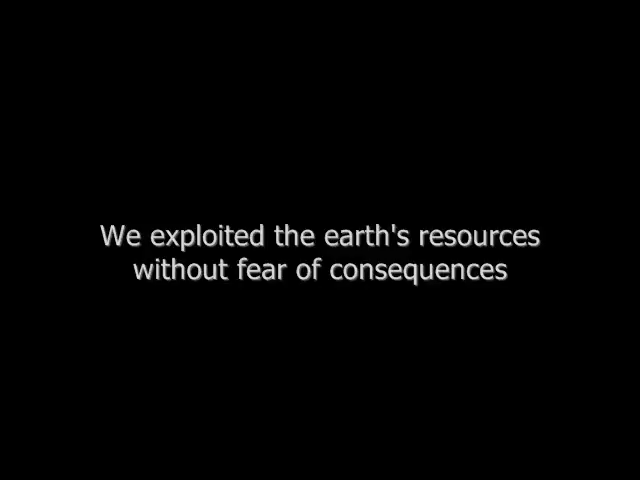 We exploited the earth's resources
without fear of consequences